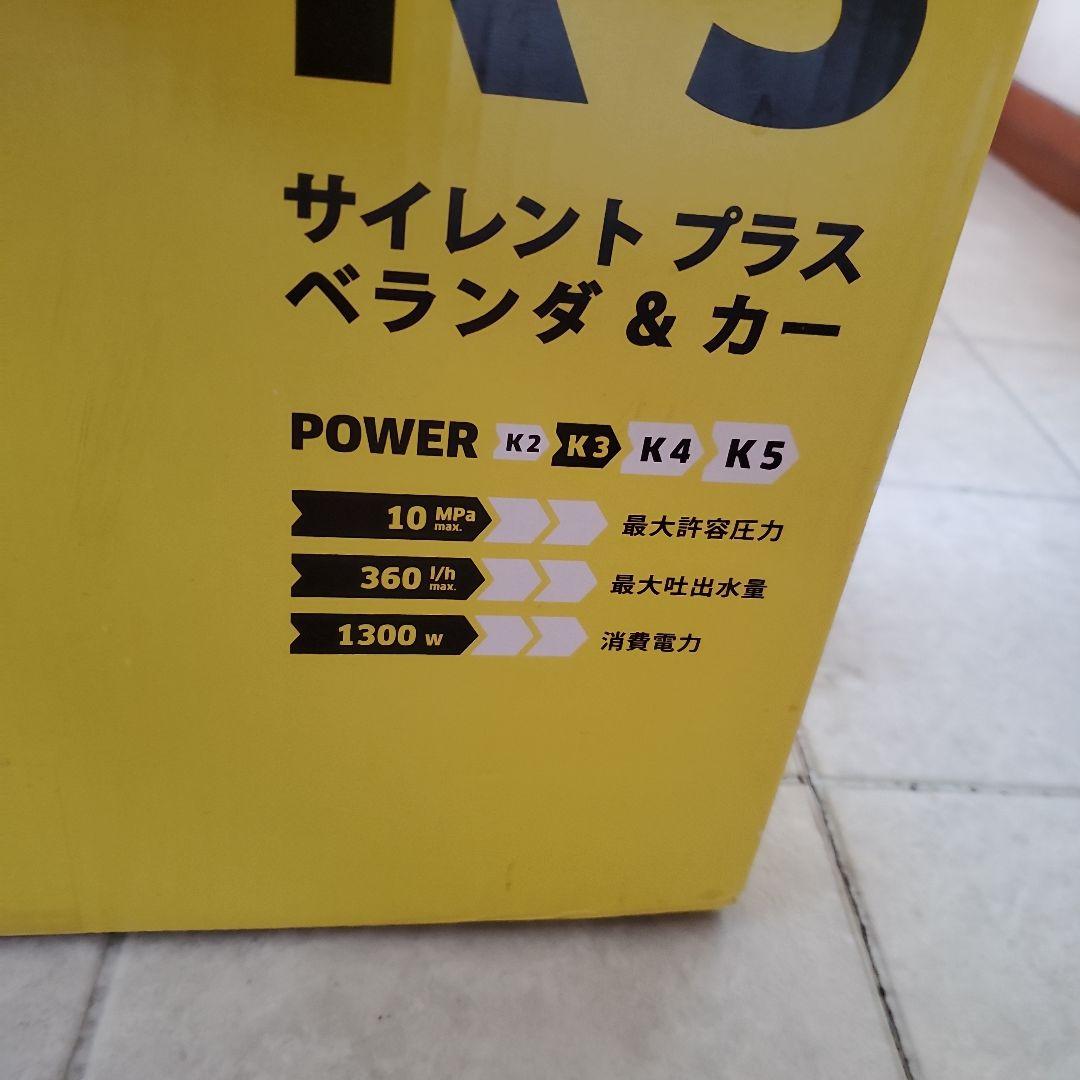 K3
サイレント プラス
ベランダ & カー
POWER K2 K3 K4 K5
10 MPa max. 最大許容圧力
360 l/h max. 最大吐出水量
1300 W 消費電力